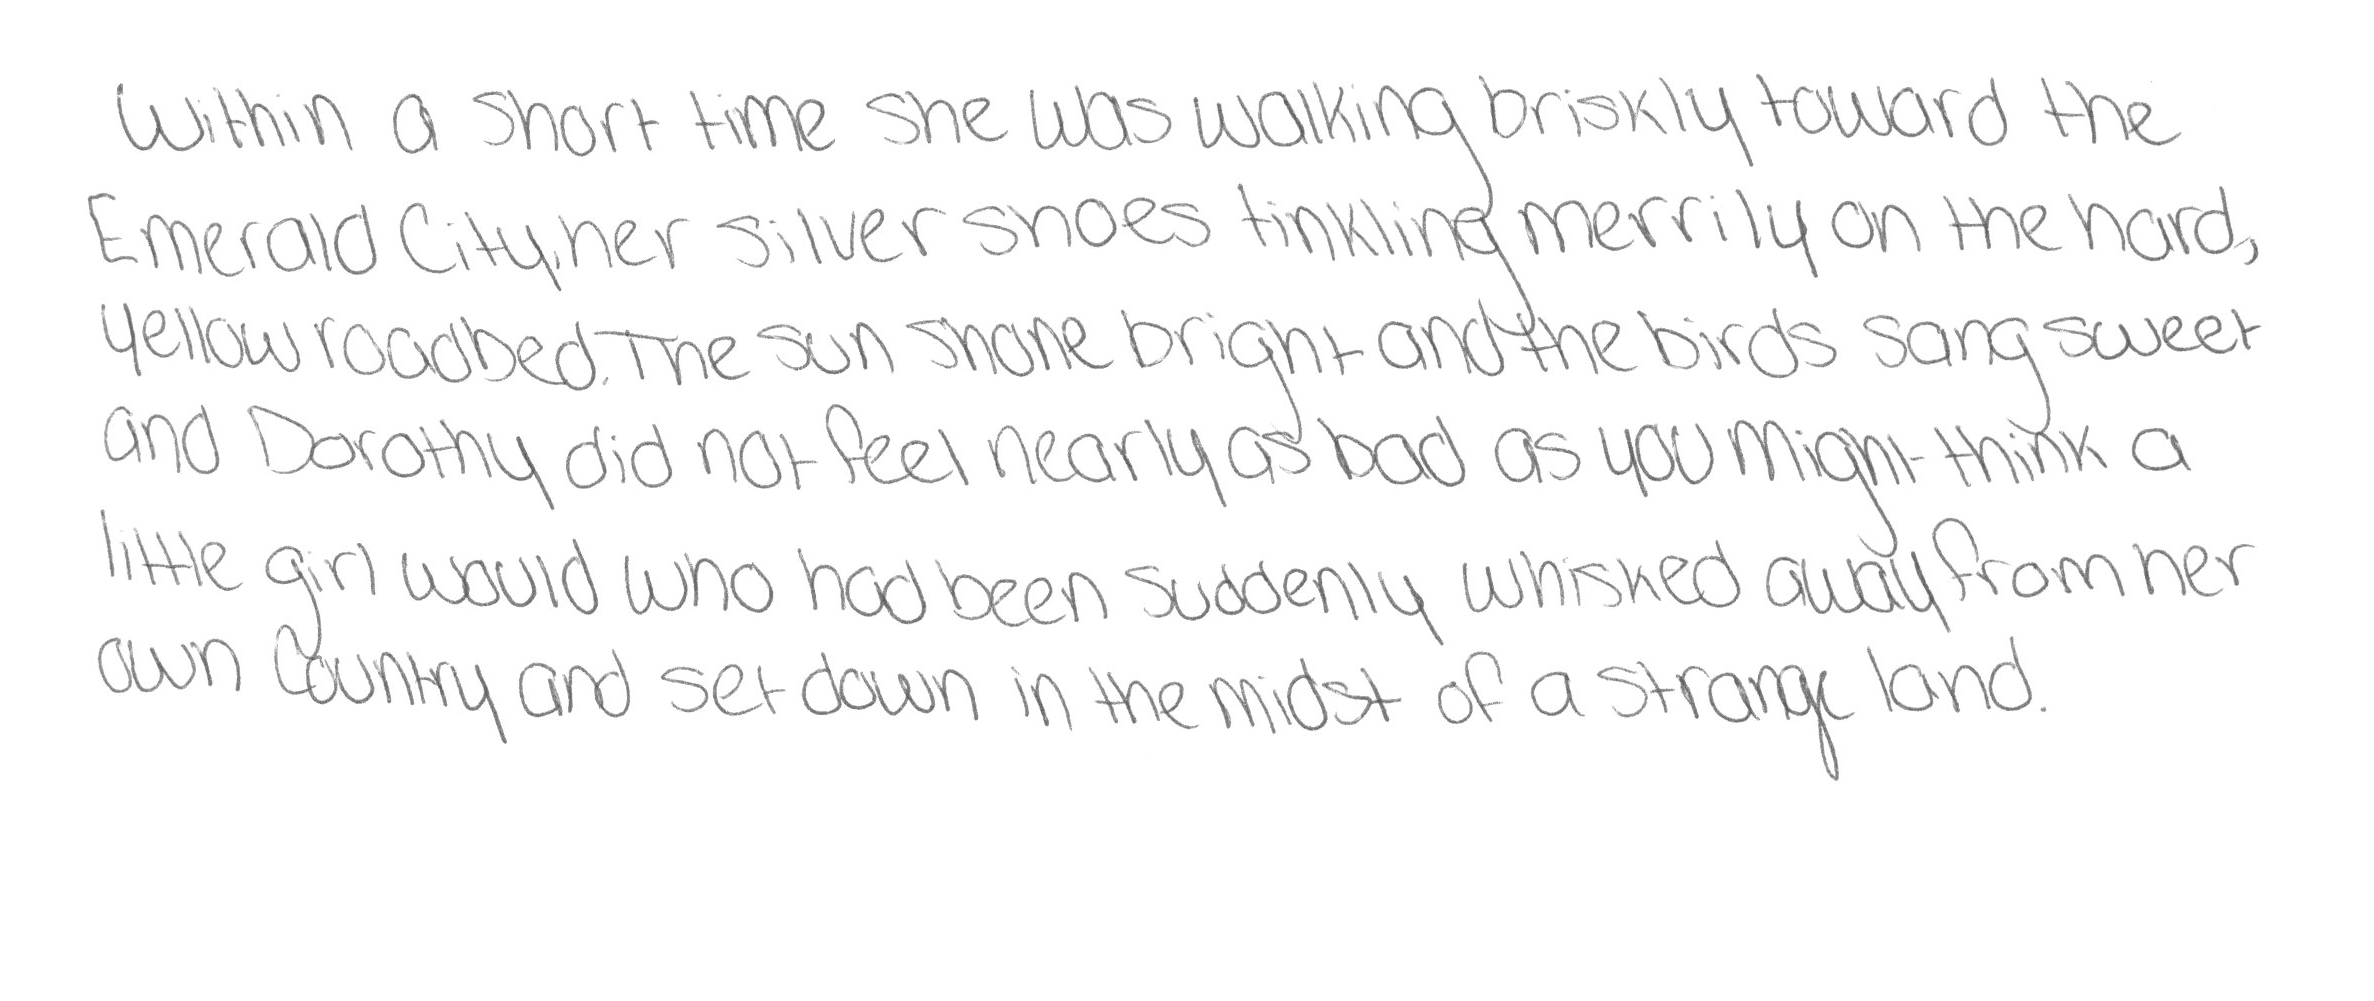 Within a short time she was walking briskly toward the
Emerald City, her silver shoes tinkling merrily on the hard,
yellow roadbed. The sun shone bright and the birds sang sweet
and Dorothy did not feel nearly as bad as you might think a
little girl would who had been suddenly whisked away from her
own country and set down in the midst of a strange land.